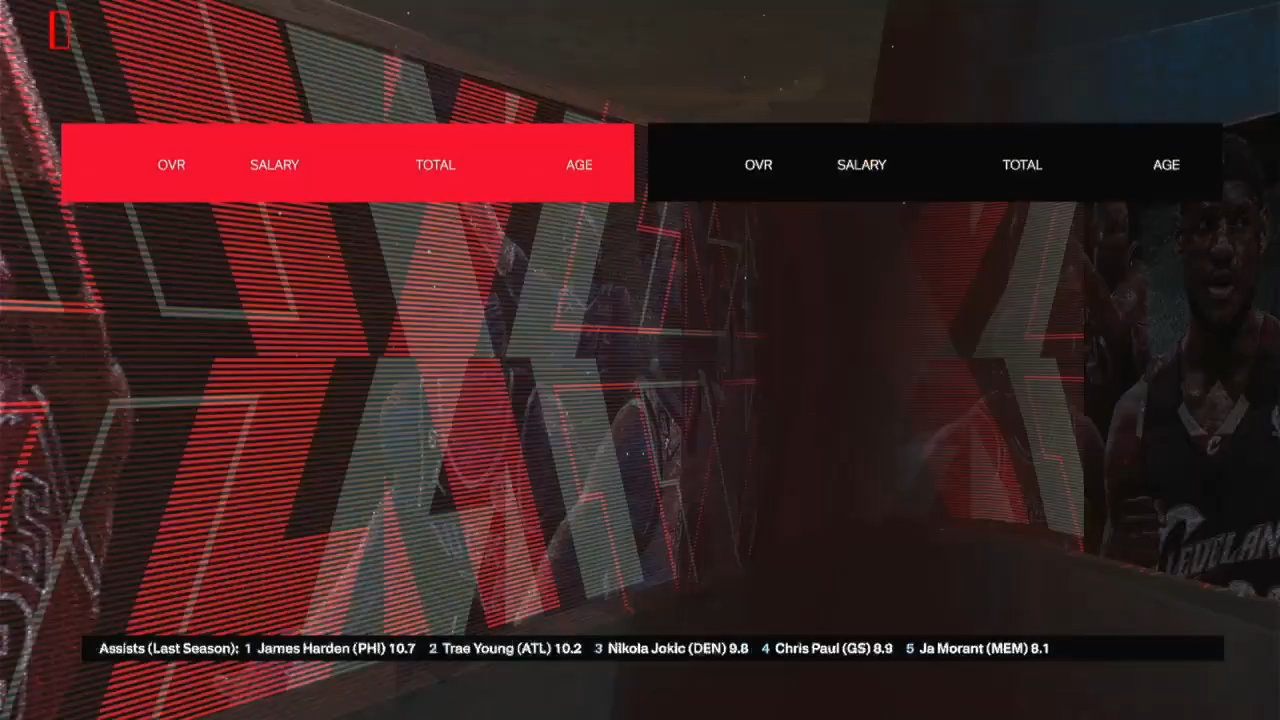 OVR SALARY TOTAL AGE OVR SALARY TOTAL AGE
CLEVELAN
Assists (Last Season): 1 James Harden (PHI) 10.7 2 Trae Young (ATL) 10.2 3 Nikola Jokic (DEN) 9.8 4 Chris Paul (GS) 8.9 5 Ja Morant (MEM) 8.1